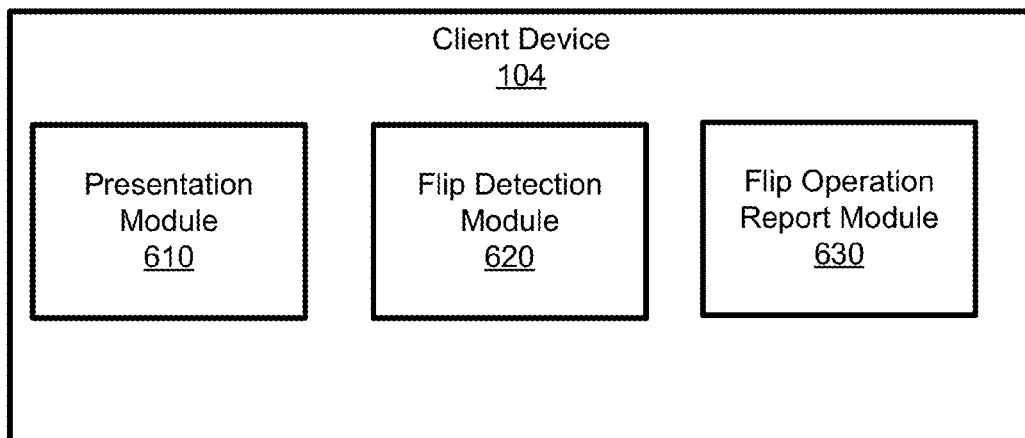 Client Device
104
Presentation
Module
610
Flip Detection
Module
620
Flip Operation
Report Module
630